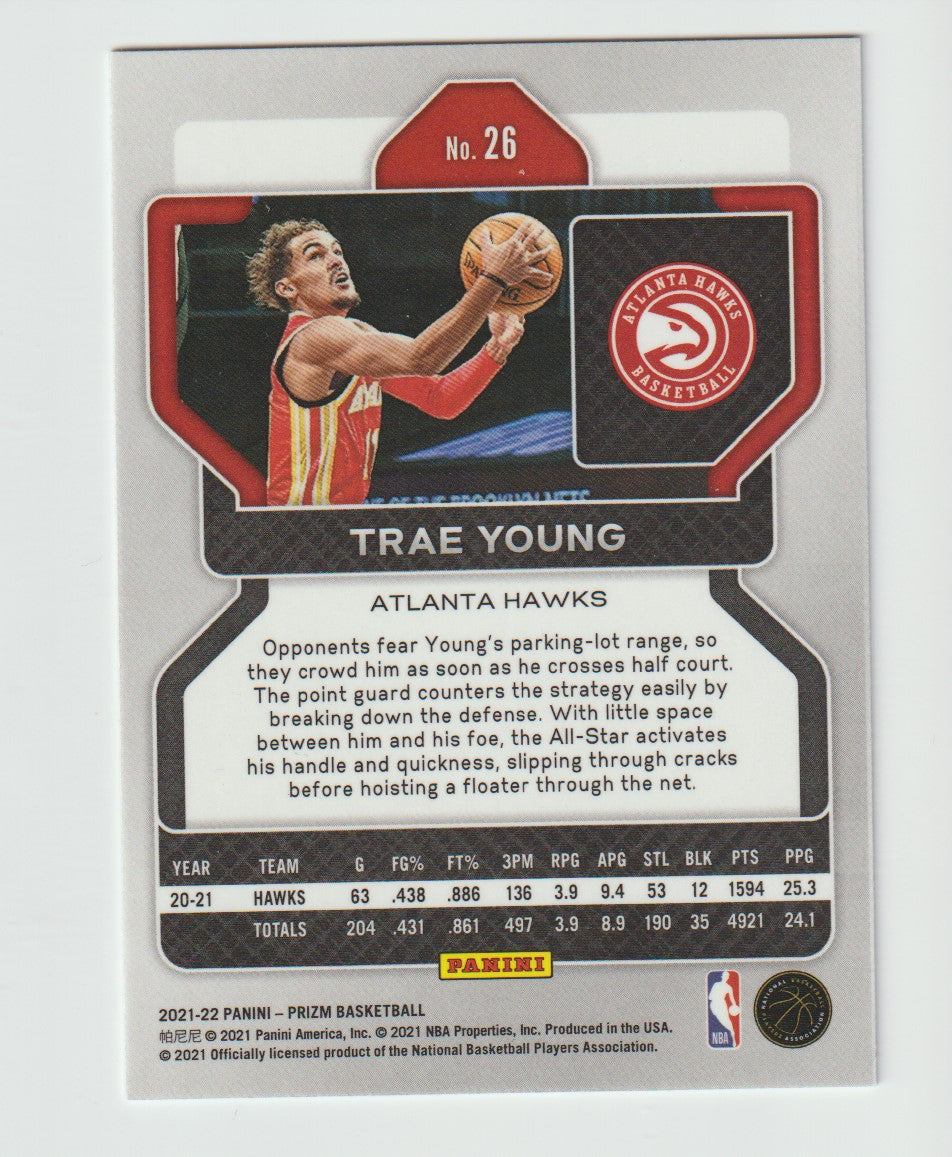 No. 26
ATLANTA HAWKS
BASKETBALL
TRAE YOUNG
ATLANTA HAWKS
Opponents fear Young's parking-lot range, so
they crowd him as soon as he crosses half court.
The point guard counters the strategy easily by
breaking down the defense. With little space
between him and his foe, the All-Star activates
his handle and quickness, slipping through cracks
before hoisting a floater through the net.
YEAR TEAM G FG% FT% 3PM RPG APG STL BLK PTS PPG
20-21 HAWKS 63 .438 .886 136 3.9 9.4 53 12 1594 25.3
TOTALS 204 .431 .861 497 3.9 8.9 190 35 4921 24.1
PANINI
2021-22 PANINI – PRIZM BASKETBALL
帕尼尼 © 2021 Panini America, Inc. © 2021 NBA Properties, Inc. Produced in the USA.
© 2021 Officially licensed product of the National Basketball Players Association.
NBA
NATIONAL BASKETBALL
PLAYERS ASSOCIATION